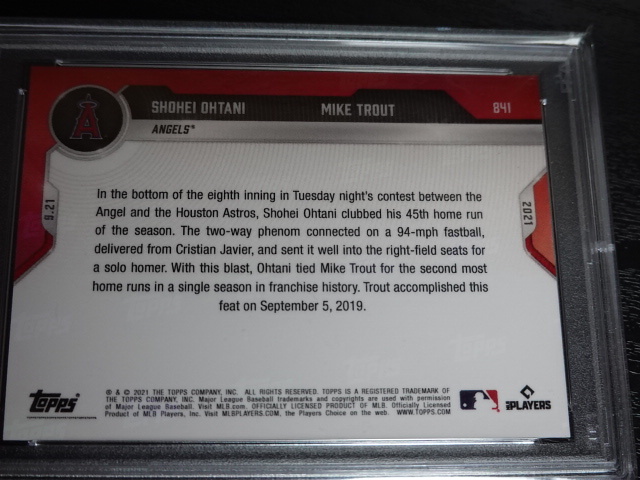 SHOHEI OHTANI MIKE TROUT 841
A
ANGELS®
In the bottom of the eighth inning in Tuesday night's contest between the
Angel and the Houston Astros, Shohei Ohtani clubbed his 45th home run
of the season. The two-way phenom connected on a 94-mph fastball,
delivered from Cristian Javier, and sent it well into the right-field seats for
a solo homer. With this blast, Ohtani tied Mike Trout for the second most
home runs in a single season in franchise history. Trout accomplished this
feat on September 5, 2019.
9.21
2021
Topps®
® & © 2021 THE TOPPS COMPANY, INC. ALL RIGHTS RESERVED. TOPPS IS A REGISTERED TRADEMARK OF
THE TOPPS COMPANY, INC. Major League Baseball trademarks and copyrights are used with permission
of Major League Baseball. Visit MLB.com. OFFICIALLY LICENSED PRODUCT OF MLB. Officially Licensed
Product of MLB Players, Inc. Visit MLBPLAYERS.com, the Players Choice on the web. WWW.TOPPS.COM
PLAYERS